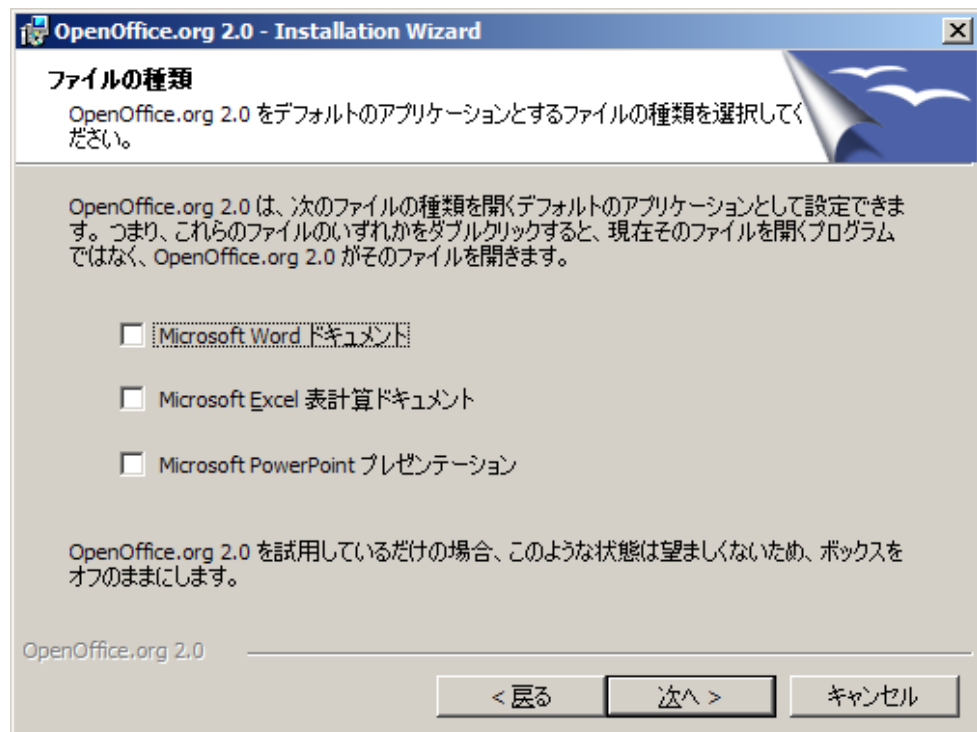 OpenOffice.org 2.0 - Installation Wizard
ファイルの種類
OpenOffice.org 2.0 をデフォルトのアプリケーションとするファイルの種類を選択してく
ださい。
OpenOffice.org 2.0 は、次のファイルの種類を開くデフォルトのアプリケーションとして設定できま
す。つまり、これらのファイルのいずれかをダブルクリックすると、現在そのファイルを開くプログラム
ではなく、OpenOffice.org 2.0 がそのファイルを開きます。
Microsoft Word ドキュメント
Microsoft Excel 表計算ドキュメント
Microsoft PowerPoint プレゼンテーション
OpenOffice.org 2.0 を試用しているだけの場合、このような状態は望ましくないため、ボックスを
オフのままにします。
OpenOffice.org 2.0
< 戻る 次へ > キャンセル